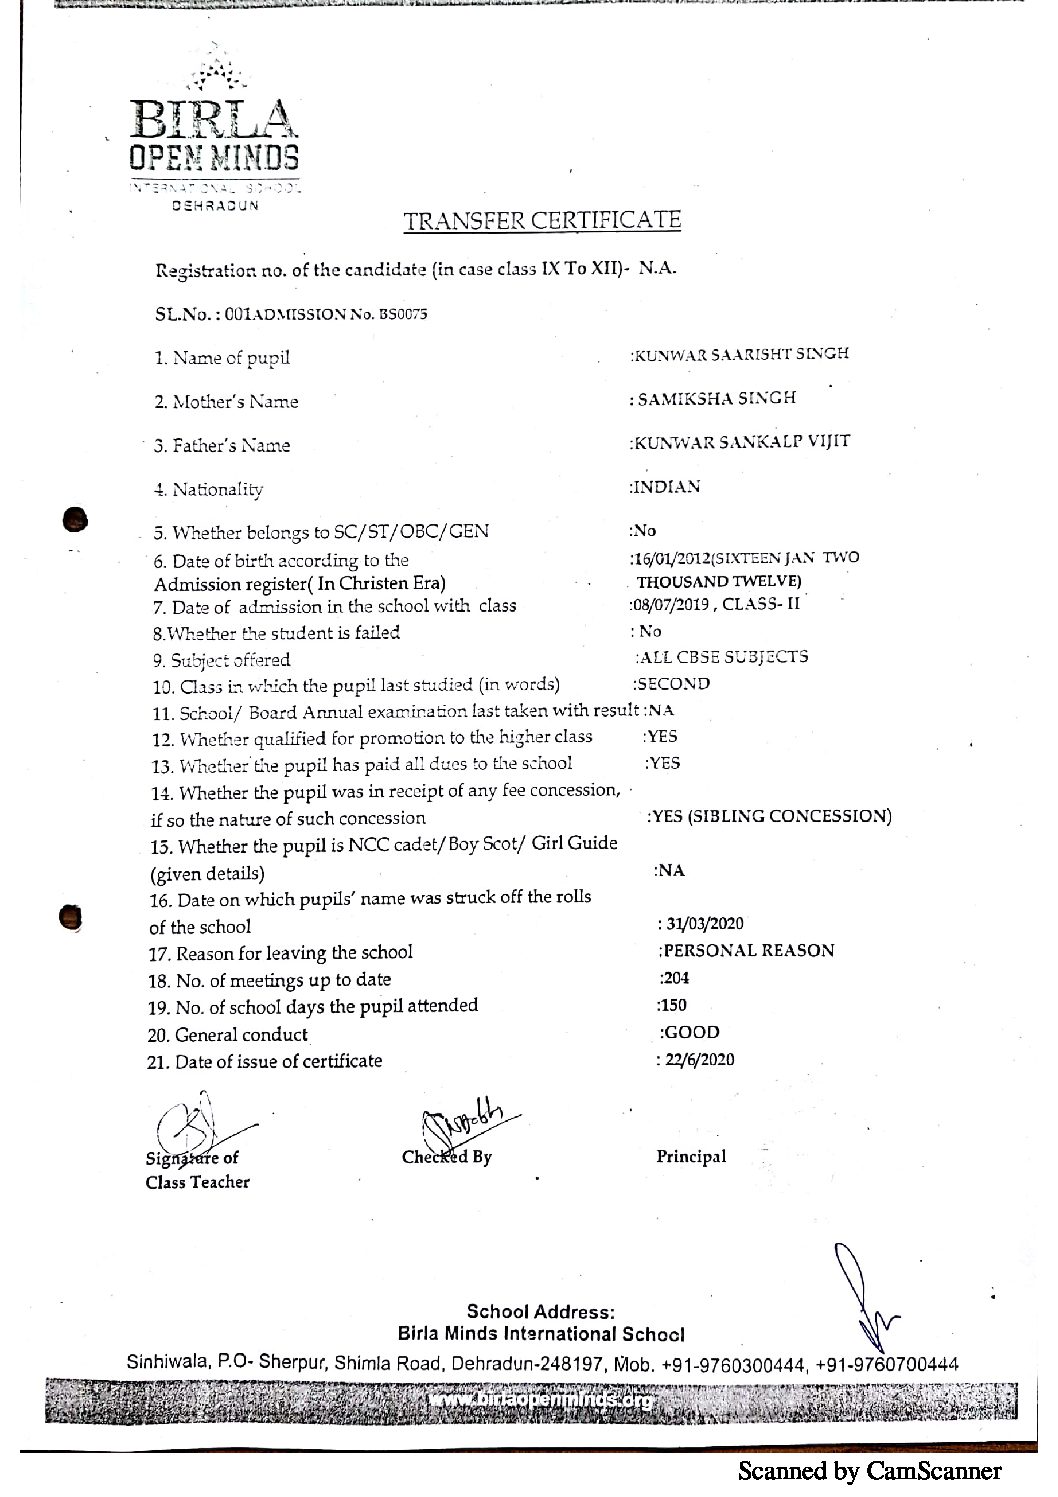 BIRLA
OPEN MINDS
INTERNATIONAL SCHOOL
DEHRADUN
TRANSFER CERTIFICATE
Registration no. of the candidate (in case class IX To XII)- N.A.
SL.No. : 001ADMISSION No. BS0075
1. Name of pupil :KUNWAR SAARISHT SINGH
2. Mother's Name : SAMIKSHA SINGH
3. Father's Name :KUNWAR SANKALP VIJIT
4. Nationality :INDIAN
5. Whether belongs to SC/ST/OBC/GEN :No
6. Date of birth according to the :16/01/2012(SIXTEEN JAN TWO
Admission register( In Christen Era) THOUSAND TWELVE)
7. Date of admission in the school with class :08/07/2019 , CLASS- II
8.Whether the student is failed : No
9. Subject offered :ALL CBSE SUBJECTS
10. Class in which the pupil last studied (in words) :SECOND
11. School/ Board Annual examination last taken with result :NA
12. Whether qualified for promotion to the higher class :YES
13. Whether the pupil has paid all dues to the school :YES
14. Whether the pupil was in receipt of any fee concession,
if so the nature of such concession :YES (SIBLING CONCESSION)
15. Whether the pupil is NCC cadet/Boy Scot/ Girl Guide
(given details) :NA
16. Date on which pupils' name was struck off the rolls
of the school : 31/03/2020
17. Reason for leaving the school :PERSONAL REASON
18. No. of meetings up to date :204
19. No. of school days the pupil attended :150
20. General conduct :GOOD
21. Date of issue of certificate : 22/6/2020
Signature of Checked By Principal
Class Teacher
School Address:
Birla Minds International School
Sinhiwala, P.O- Sherpur, Shimla Road, Dehradun-248197, Mob. +91-9760300444, +91-9760700444
www.birlaopenminds.org
Scanned by CamScanner